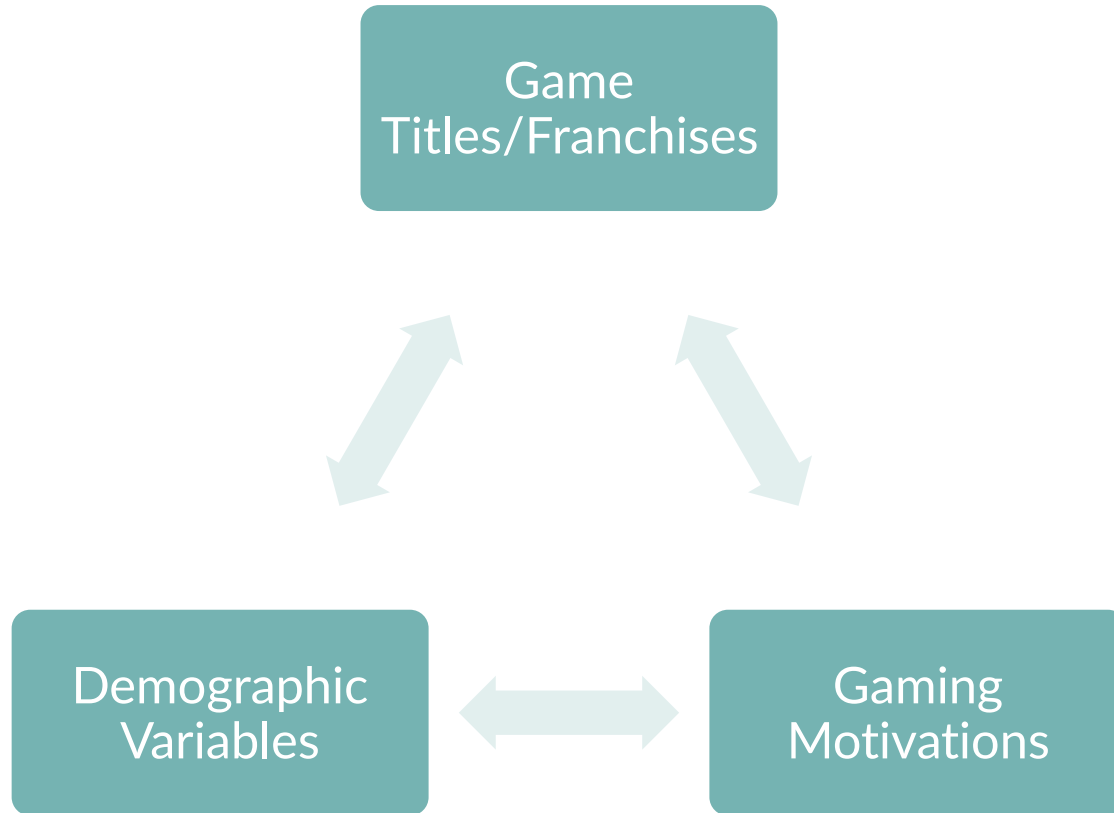 Game
Titles/Franchises
Demographic
Variables
Gaming
Motivations